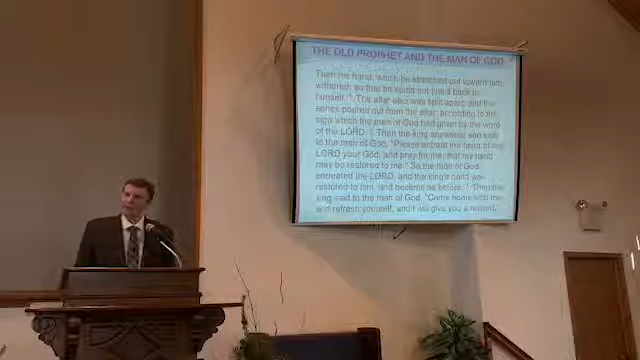 THE OLD PROPHET AND THE MAN OF GOD
Then his hand, which he stretched out toward him,
withered, so that he could not pull it back to
himself. 5 The altar also was split apart, and the
ashes poured out from the altar, according to the
sign which the man of God had given by the word
of the LORD. 6 Then the king answered and said
to the man of God, "Please entreat the favor of the
LORD your God, and pray for me, that my hand
may be restored to me." So the man of God
entreated the LORD, and the king's hand was
restored to him, and became as before. 7 Then the
king said to the man of God, "Come home with me
and refresh yourself, and I will give you a reward."